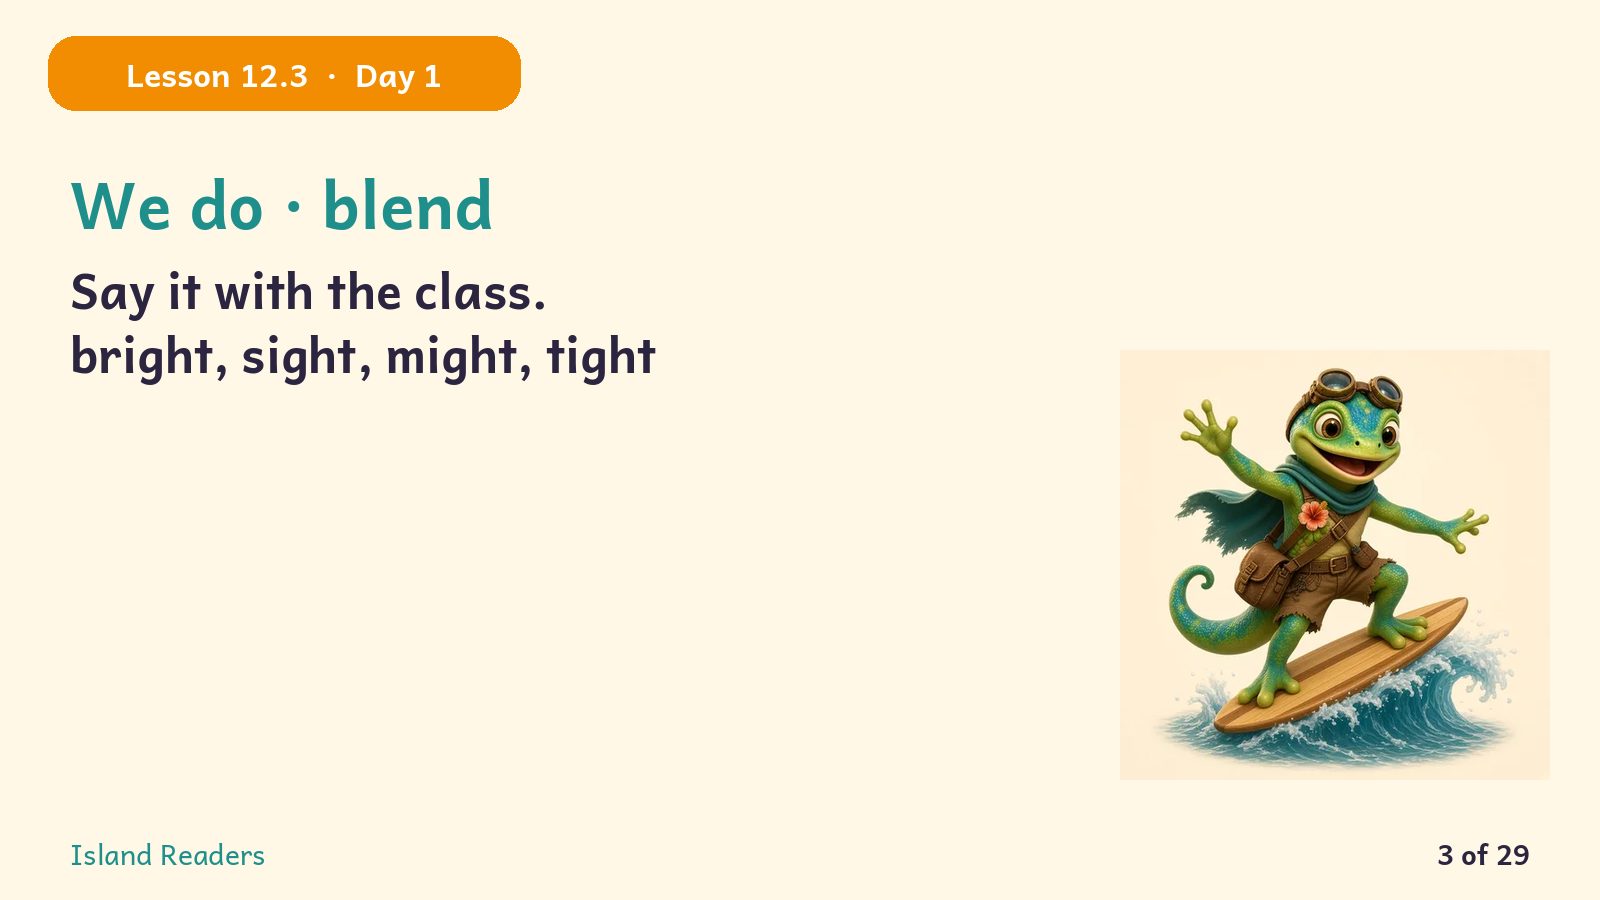 Lesson 12.3 · Day 1
We do · blend
Say it with the class.
bright, sight, might, tight
Island Readers
3 of 29